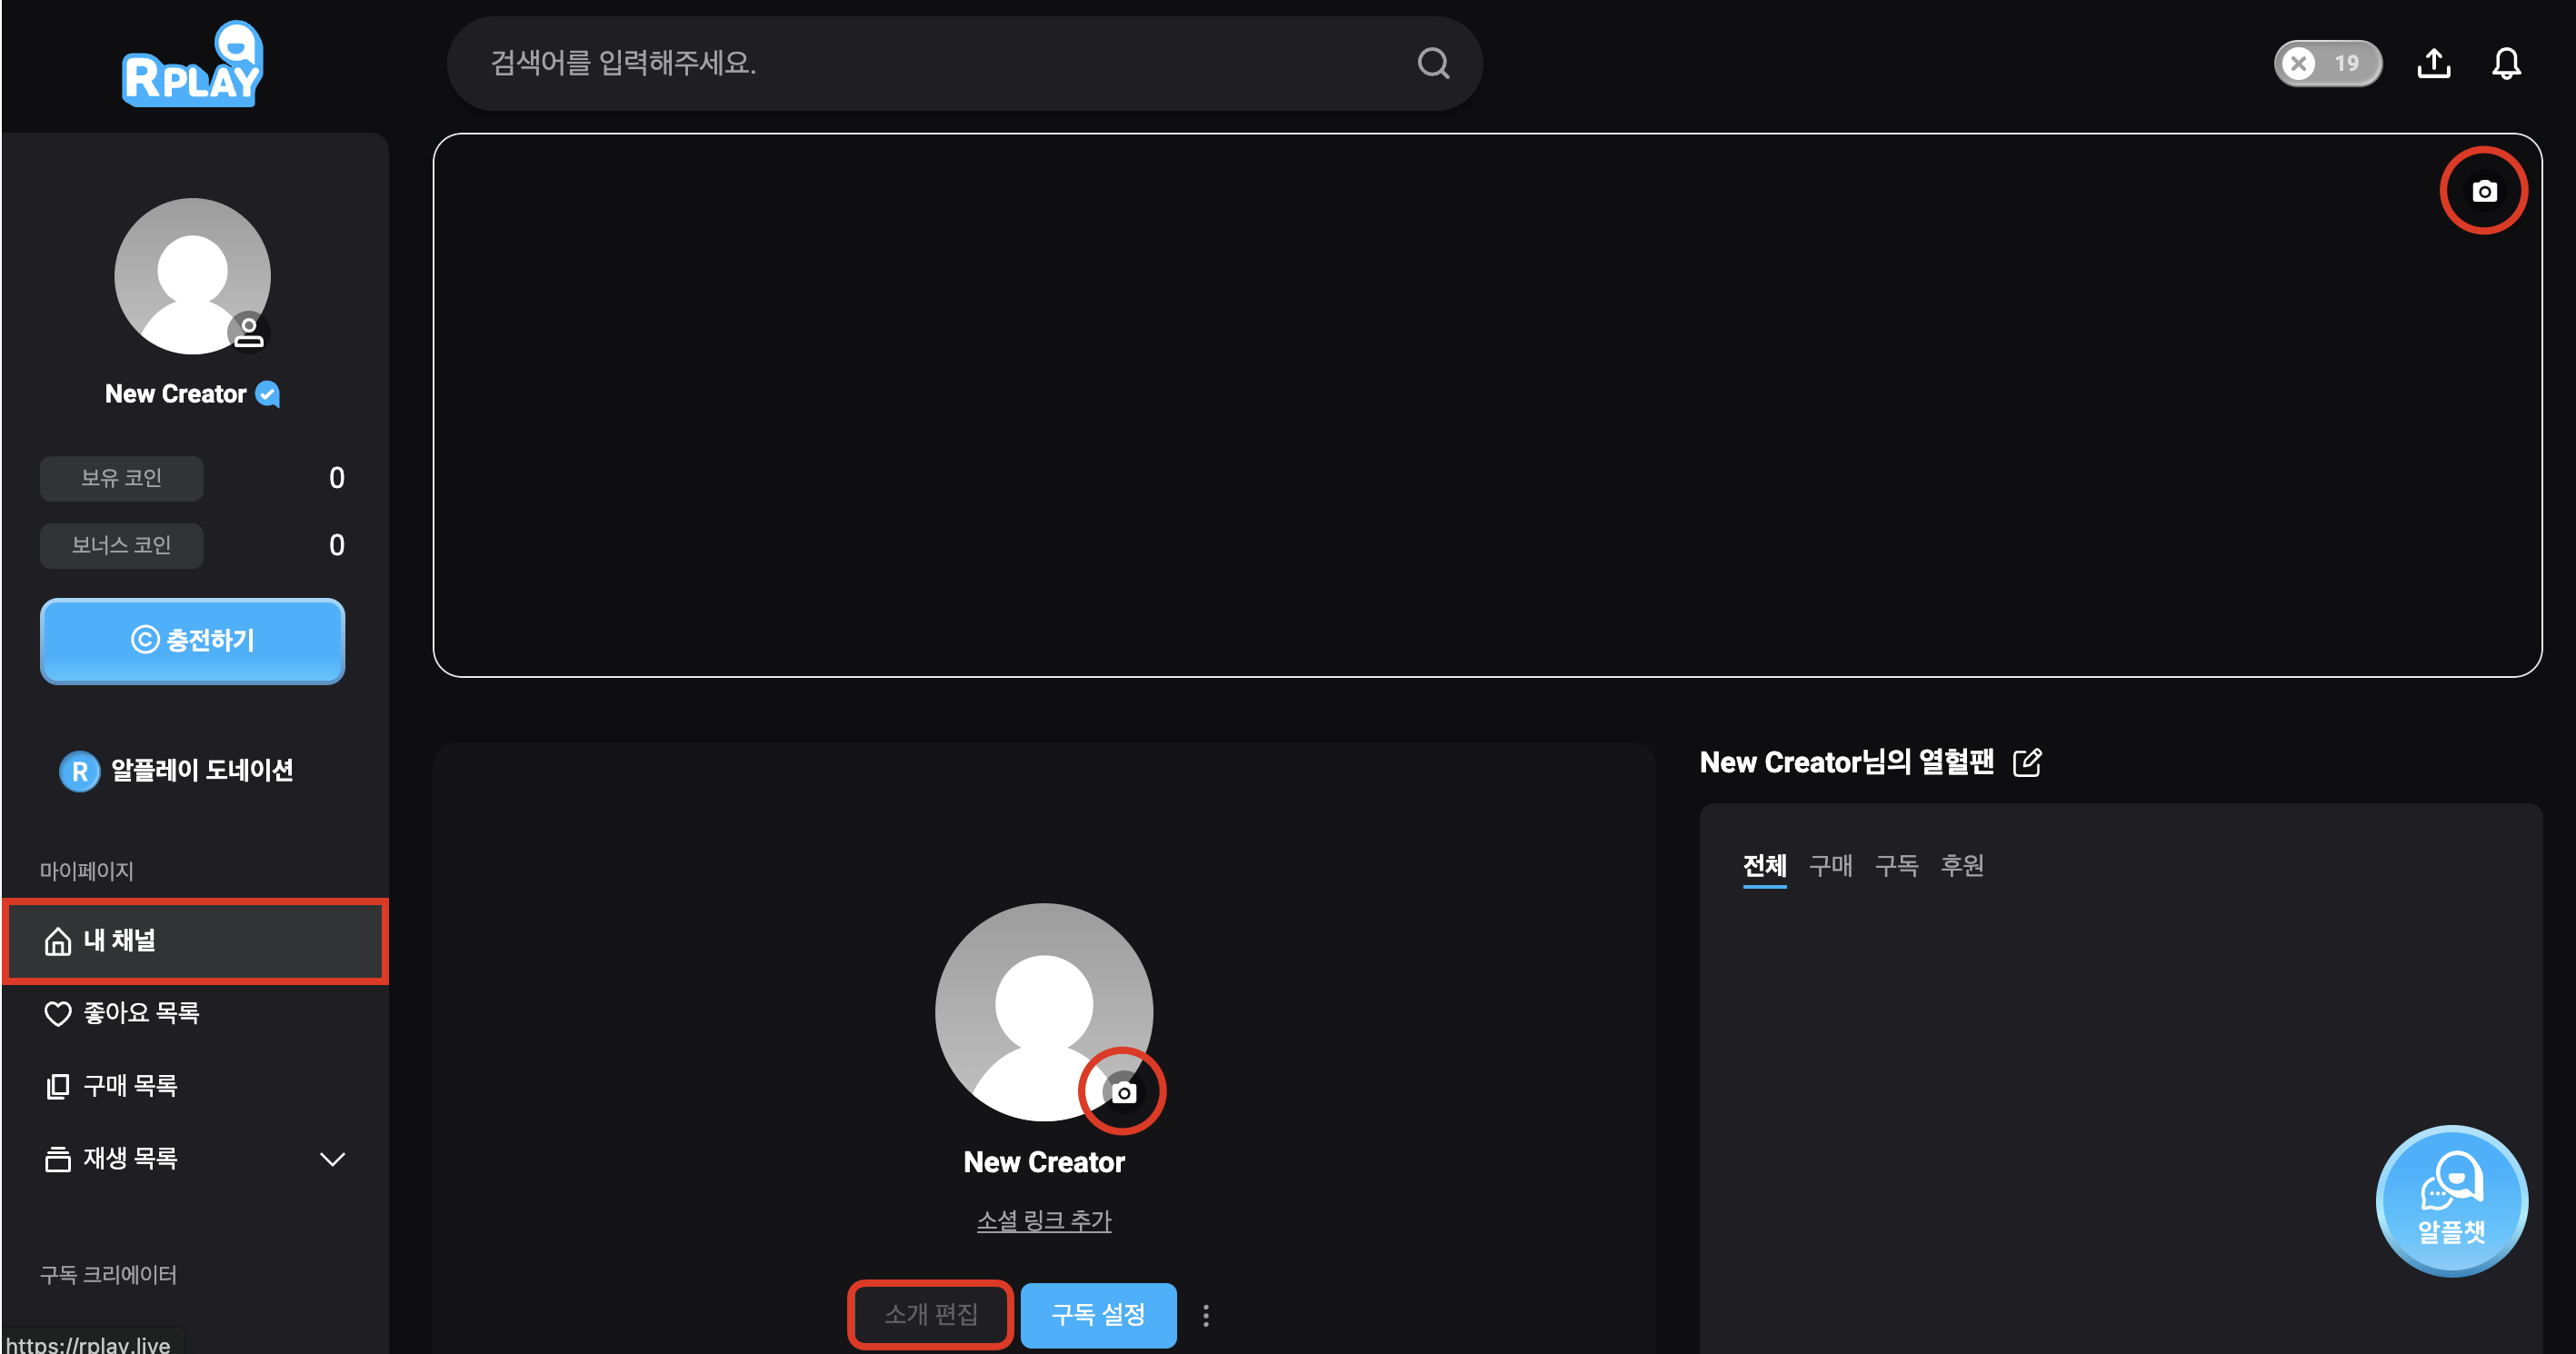 RPLAY
검색어를 입력해주세요.
19
New Creator
보유 코인 0
보너스 코인 0
© 충전하기
R 알플레이 도네이션
마이페이지
내 채널
좋아요 목록
구매 목록
재생 목록
구독 크리에이터
https://rplay.live
New Creator
소셜 링크 추가
소개 편집 구독 설정
New Creator님의 열혈팬
전체 구매 구독 후원
알플챗